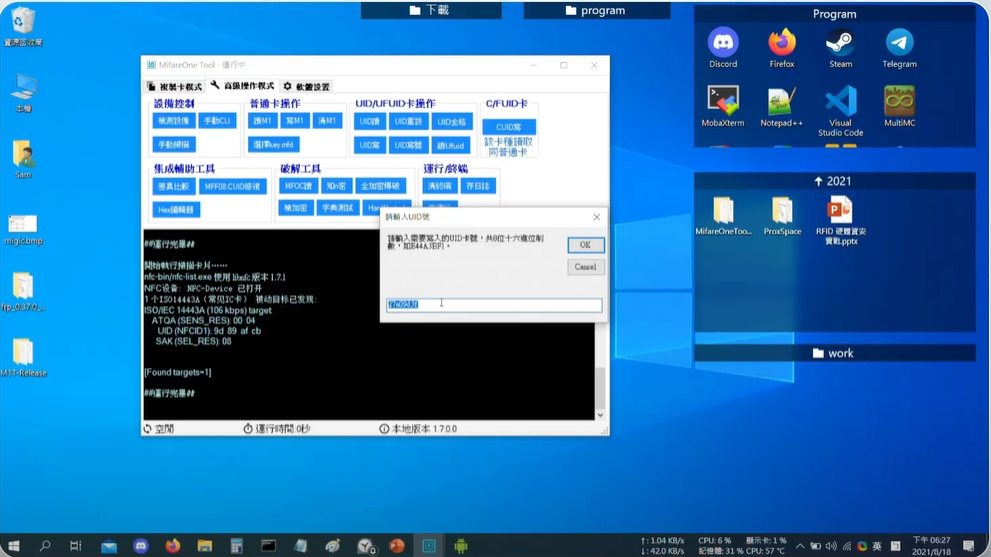 下載
program
Program
Discord
Firefox
Steam
Telegram
MobaXterm
Notepad++
Visual Studio Code
MultiMC
2021
MifareOneToo...
ProxSpace
RFID 硬體資安實戰.pptx
work
資源回收筒
本機
Sam
frp_0.37.0_...
MifareOne Tool - 運行中
複製卡模式
高級操作模式
軟體設置
設備控制
普通卡操作
UID/UFUID卡操作
C/FUID卡
檢測設備
手動CLI
讀M1
寫M1
清M1
UID讀
UID重設
UID全格
CUID寫
手動掃描
選擇key.mfd
UID寫
UID寫號
鎖Ufuid
該卡種讀取同普通卡
集成輔助工具
破解工具
運行/終端
差異比較
MFF08 CUID修復
MFOC讀
知n密
全加密爆破
清終端
存日誌
Hex編輯器
檢加密
字典測試
請輸入UID號
請輸入需要寫入的UID卡號，共8位十六進位制數，如E44A3BF1。
OK
Cancel
##運行完畢##
開始執行掃描卡片……
nfc-bin/nfc-list.exe 使用 libnfc 版本 1.7.1
NFC设备: NFC-Device 已打开
1 个ISO14443A (常见IC卡) 被动目标已发现:
ISO/IEC 14443A (106 kbps) target
ATQA (SENS_RES): 00 04
UID (NFCID1): 9d 89 af cb
SAK (SEL_RES): 08
[Found targets=1]
##運行完畢##
空閒
運行時間:0秒
本地版本 1.7.0.0
↑: 1.04 KB/s
↓: 42.0 KB/s
CPU: 6 %
記憶體: 31 %
顯示卡: 1 %
CPU: 57 °C
英
下午 06:27
2021/8/18